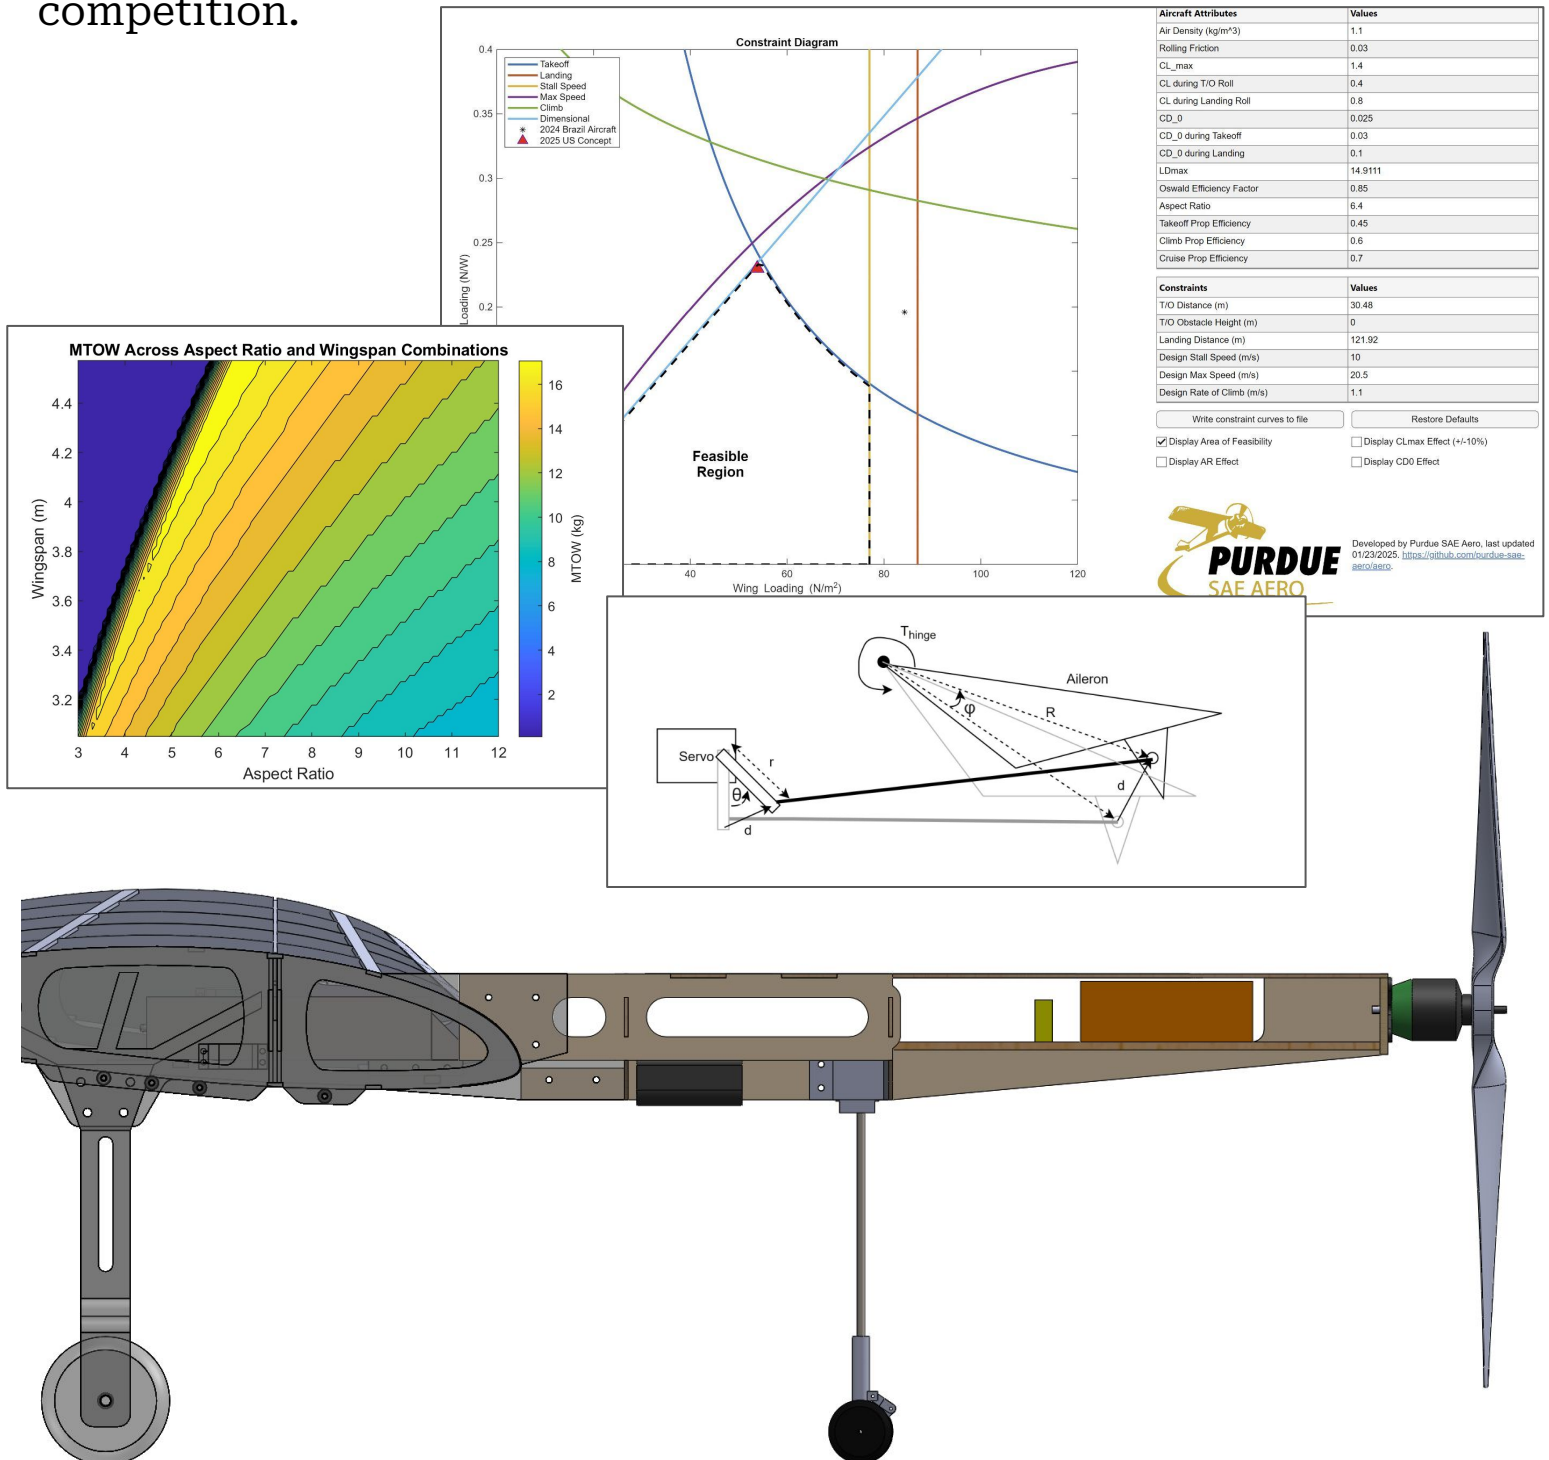 competition.
Constraint Diagram
0.4
0.35
0.3
0.25
0.2
Loading (N/W)
Takeoff
Landing
Stall Speed
Max Speed
Climb
Dimensional
2024 Brazil Aircraft
2025 US Concept
Feasible
Region
40 60 80 100 120
Wing Loading (N/m²)
Aircraft Attributes Values
Air Density (kg/m^3) 1.1
Rolling Friction 0.03
CL_max 1.4
CL during T/O Roll 0.4
CL during Landing Roll 0.8
CD_0 0.025
CD_0 during Takeoff 0.03
CD_0 during Landing 0.1
LDmax 14.9111
Oswald Efficiency Factor 0.85
Aspect Ratio 6.4
Takeoff Prop Efficiency 0.45
Climb Prop Efficiency 0.6
Cruise Prop Efficiency 0.7
Constraints Values
T/O Distance (m) 30.48
T/O Obstacle Height (m) 0
Landing Distance (m) 121.92
Design Stall Speed (m/s) 10
Design Max Speed (m/s) 20.5
Design Rate of Climb (m/s) 1.1
Write constraint curves to file Restore Defaults
Display Area of Feasibility Display CLmax Effect (+/-10%)
Display AR Effect Display CD0 Effect
PURDUE
SAE AERO
Developed by Purdue SAE Aero, last updated
01/23/2025. https://github.com/purdue-sae-
aero/aero.
MTOW Across Aspect Ratio and Wingspan Combinations
4.4
4.2
4
3.8
3.6
3.4
3.2
Wingspan (m)
3 4 5 6 7 8 9 10 11 12
Aspect Ratio
16
14
12
10
8
6
4
2
MTOW (kg)
Thinge
Aileron
R
φ
Servo
r
θ
d
d